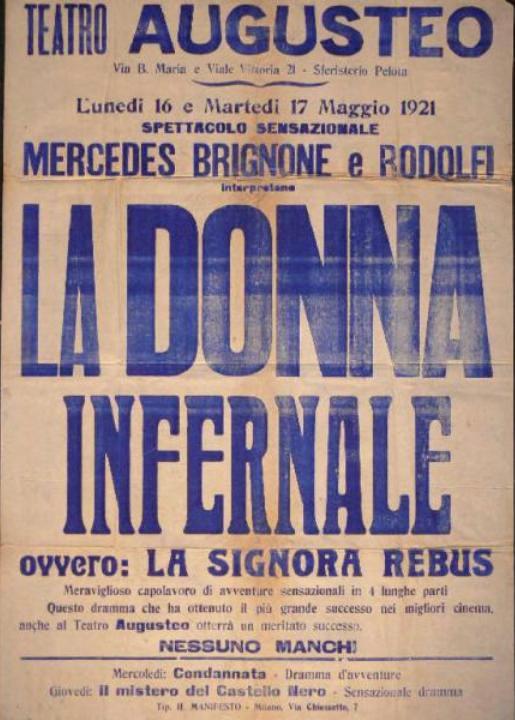 TEATRO AUGUSTEO
Via B. Maria e Viale Vittoria 21 - Sferisterio Pelota
Lunedì 16 e Martedì 17 Maggio 1921
SPETTACOLO SENSAZIONALE
MERCEDES BRIGNONE e RODOLFI
interpretano
LA DONNA
INFERNALE
ovvero: LA SIGNORA REBUS
Meraviglioso capolavoro di avventure sensazionali in 4 lunghe parti
Questo dramma che ha ottenuto il più grande successo nei migliori cinema,
anche al Teatro Augusteo otterrà un meritato successo.
NESSUNO MANCHI
Mercoledì: Condannata - Dramma d'avventure
Giovedì: Il mistero del Castello Nero - Sensazionale dramma
Tip. IL MANIFESTO - Milano, Via Chiossetto, 7